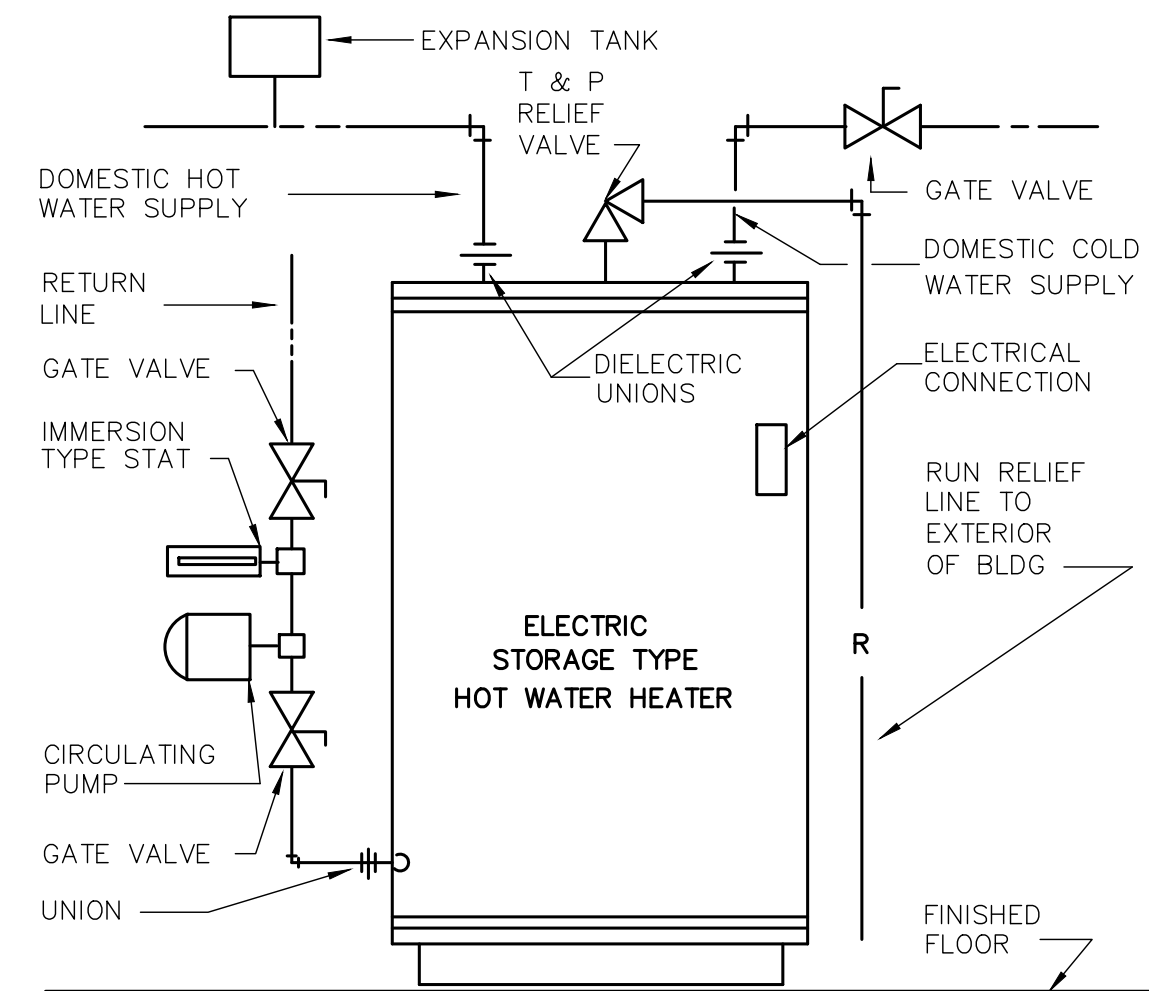 EXPANSION TANK
T & P
RELIEF
VALVE
DOMESTIC HOT
WATER SUPPLY
GATE VALVE
DOMESTIC COLD
WATER SUPPLY
RETURN
LINE
GATE VALVE
DIELECTRIC
UNIONS
ELECTRICAL
CONNECTION
IMMERSION
TYPE STAT
RUN RELIEF
LINE TO
EXTERIOR
OF BLDG
ELECTRIC
STORAGE TYPE
HOT WATER HEATER
R
CIRCULATING
PUMP
GATE VALVE
UNION
FINISHED
FLOOR